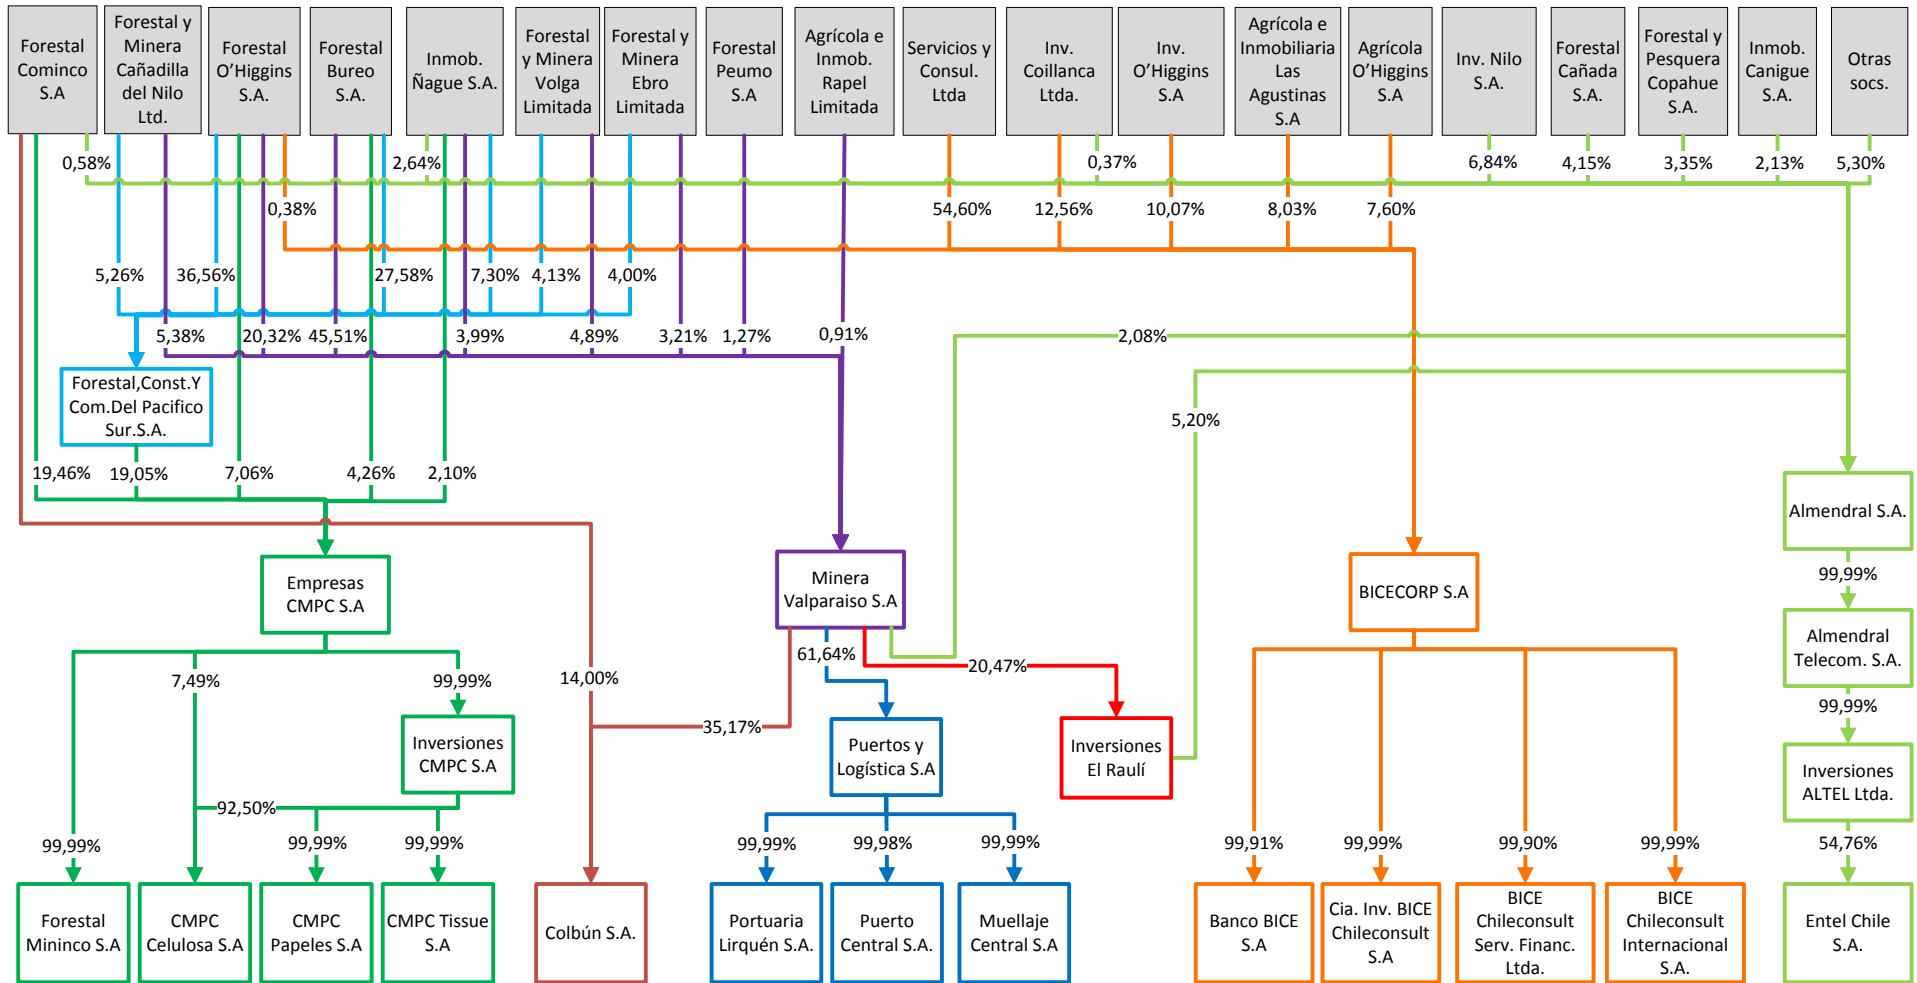 Forestal
Cominco
S.A
Forestal y
Minera
Cañadilla
del Nilo
Ltd.
Forestal
O’Higgins
S.A.
Forestal
Bureo
S.A.
Inmob.
Ñague S.A.
Forestal
y Minera
Volga
Limitada
Forestal y
Minera
Ebro
Limitada
Forestal
Peumo
S.A
Agrícola e
Inmob.
Rapel
Limitada
Servicios y
Consul.
Ltda
Inv.
Coillanca
Ltda.
Inv.
O’Higgins
S.A
Agrícola e
Inmobiliaria
Las
Agustinas
S.A
Agrícola
O’Higgins
S.A
Inv. Nilo
S.A.
Forestal
Cañada
S.A.
Forestal y
Pesquera
Copahue
S.A.
Inmob.
Canigue
S.A.
Otras
socs.
0,58%
2,64%
0,37%
6,84%
4,15%
3,35%
2,13%
5,30%
0,38%
54,60%
12,56%
10,07%
8,03%
7,60%
5,26%
36,56%
27,58%
7,30%
4,13%
4,00%
5,38%
20,32%
45,51%
3,99%
4,89%
3,21%
1,27%
0,91%
2,08%
Forestal,Const.Y
Com.Del Pacifico
Sur.S.A.
5,20%
19,46%
19,05%
7,06%
4,26%
2,10%
Almendral S.A.
Empresas
CMPC S.A
Minera
Valparaiso S.A
BICECORP S.A
99,99%
Almendral
Telecom. S.A.
7,49%
99,99%
14,00%
61,64%
20,47%
99,99%
35,17%
Inversiones
CMPC S.A
Puertos y
Logística S.A
Inversiones
El Raulí
Inversiones
ALTEL Ltda.
92,50%
99,99%
99,99%
99,99%
99,99%
99,98%
99,99%
99,91%
99,99%
99,90%
99,99%
54,76%
Forestal
Mininco S.A
CMPC
Celulosa S.A
CMPC
Papeles S.A
CMPC Tissue
S.A
Colbún S.A.
Portuaria
Lirquén S.A.
Puerto
Central S.A.
Muellaje
Central S.A
Banco BICE
S.A
Cia. Inv. BICE
Chileconsult
S.A
BICE
Chileconsult
Serv. Financ.
Ltda.
BICE
Chileconsult
Internacional
S.A.
Entel Chile
S.A.